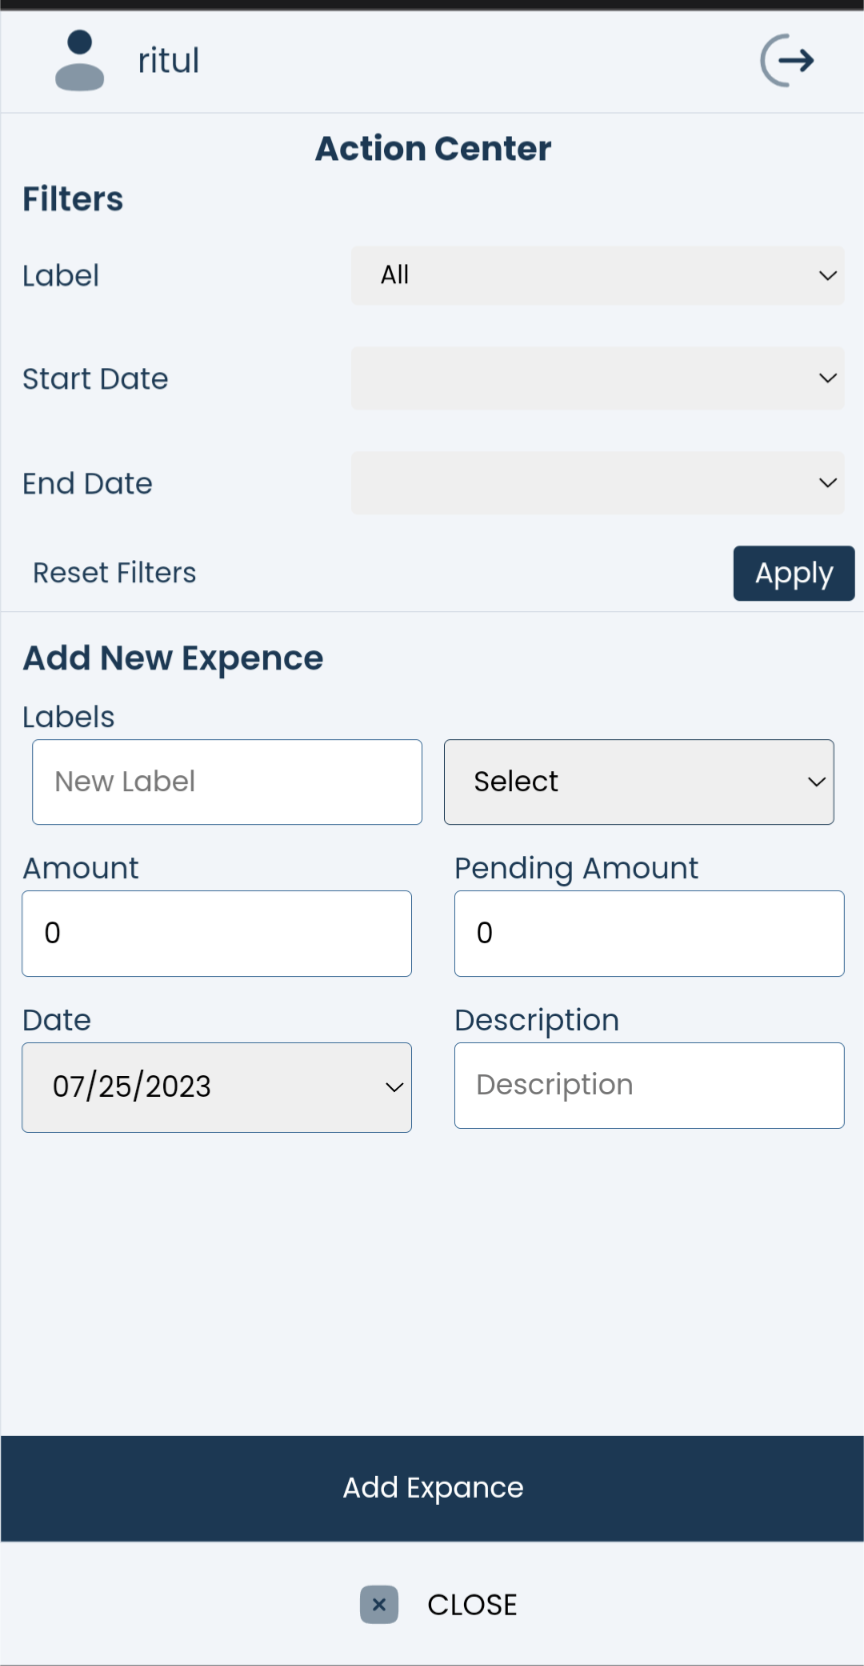 ritul
Action Center
Filters
Label All
Start Date
End Date
Reset Filters Apply
Add New Expence
Labels
New Label Select
Amount Pending Amount
0 0
Date Description
07/25/2023 Description
Add Expance
CLOSE